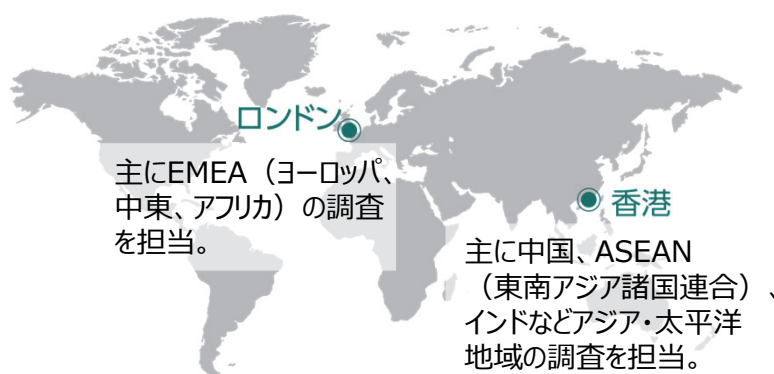 ロンドン
主にEMEA（ヨーロッパ、
中東、アフリカ）の調査
を担当。
香港
主に中国、ASEAN
（東南アジア諸国連合）、
インドなどアジア・太平洋
地域の調査を担当。